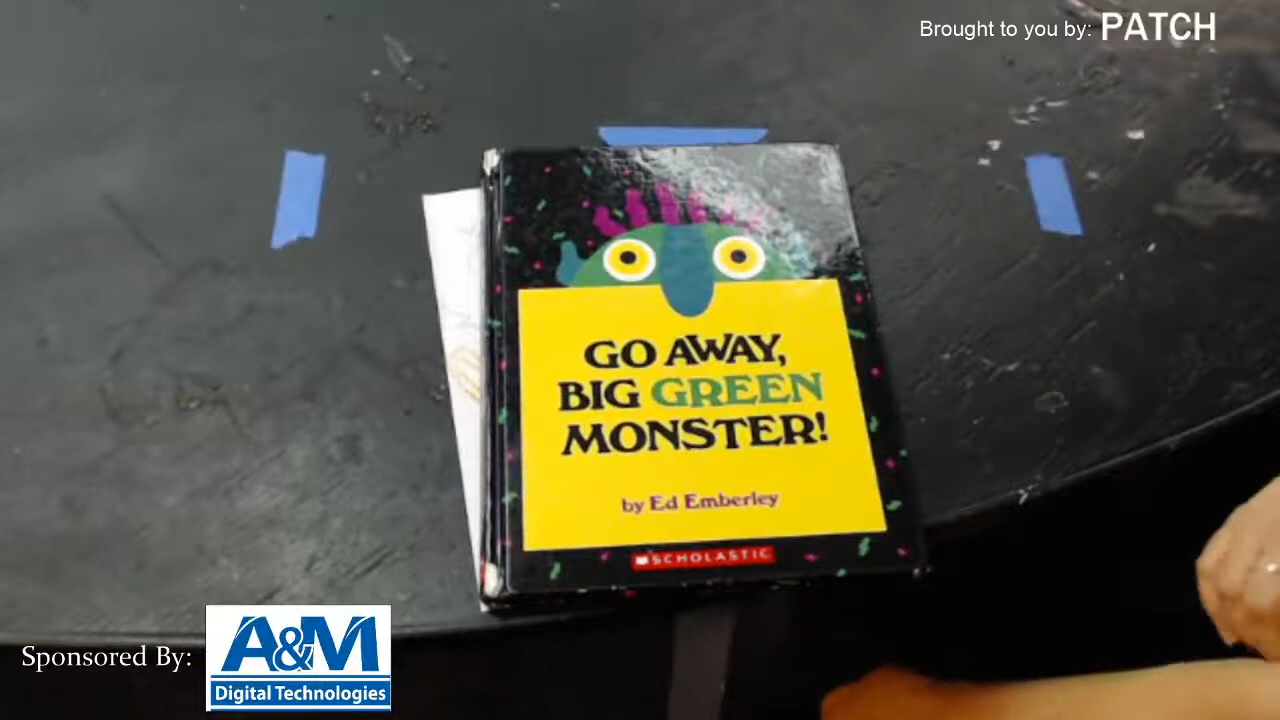 Brought to you by: PATCH
GO AWAY,
BIG GREEN
MONSTER!
by Ed Emberley
SCHOLASTIC
Sponsored By:
A&M
Digital Technologies